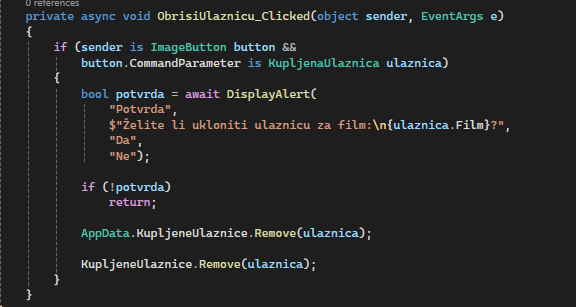 0 references
private async void ObrisiUlaznicu_Clicked(object sender, EventArgs e)
{
if (sender is ImageButton button &&
button.CommandParameter is KupljenaUlaznica ulaznica)
{
bool potvrda = await DisplayAlert(
"Potvrda",
$"Želite li ukloniti ulaznicu za film:\n{ulaznica.Film}?",
"Da",
"Ne");
if (!potvrda)
return;
AppData.KupljeneUlaznice.Remove(ulaznica);
KupljeneUlaznice.Remove(ulaznica);
}
}